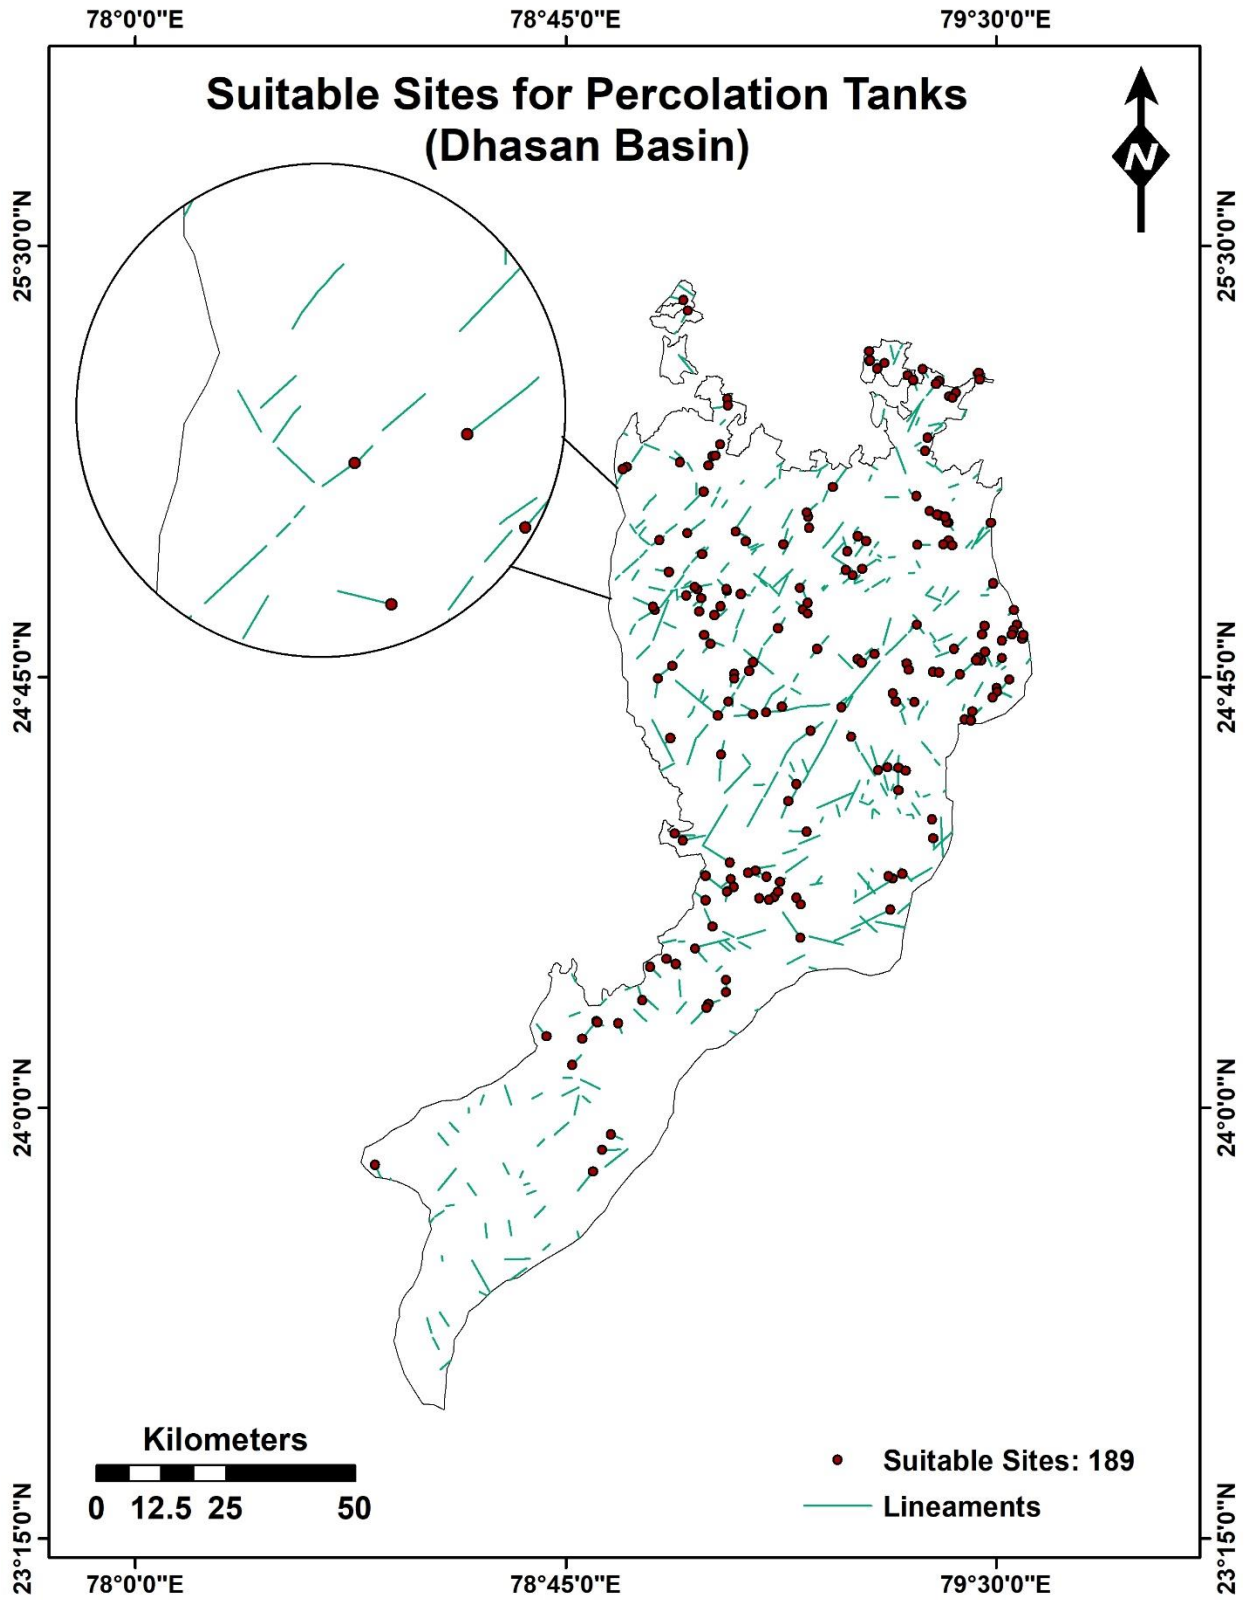 78°0'0"E 78°45'0"E 79°30'0"E
Suitable Sites for Percolation Tanks
(Dhasan Basin)
N
25°30'0"N 25°30'0"N
24°45'0"N 24°45'0"N
24°0'0"N 24°0'0"N
23°15'0"N 23°15'0"N
Kilometers
0 12.5 25 50
Suitable Sites: 189
Lineaments
78°0'0"E 78°45'0"E 79°30'0"E